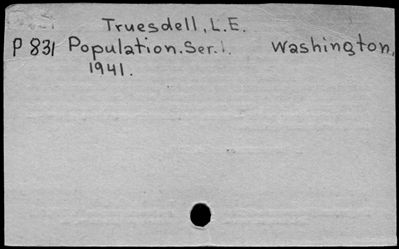 Truesdell, L.E.
P 831 Population. Ser. 1. Washington,
1941.